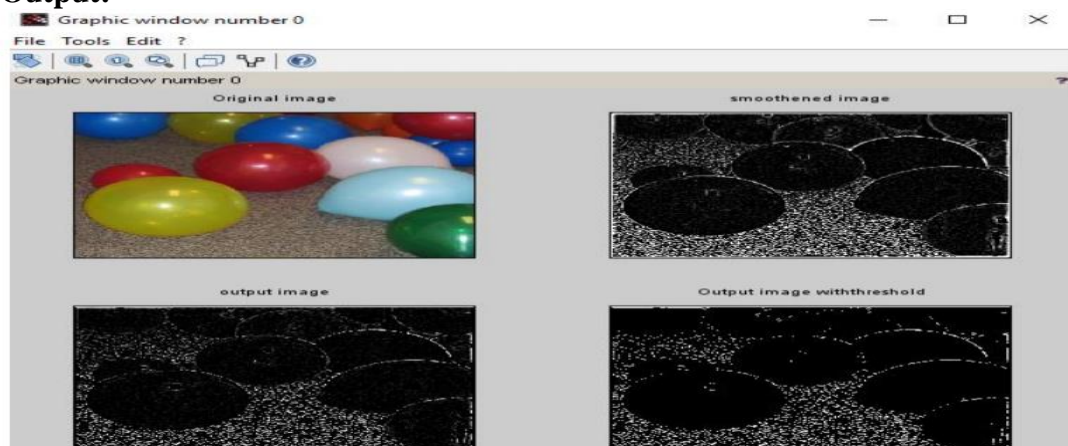 Output:
Graphic window number 0
File Tools Edit ?
Graphic window number 0 ?
Original image
smoothened image
output image
Output image withthreshold